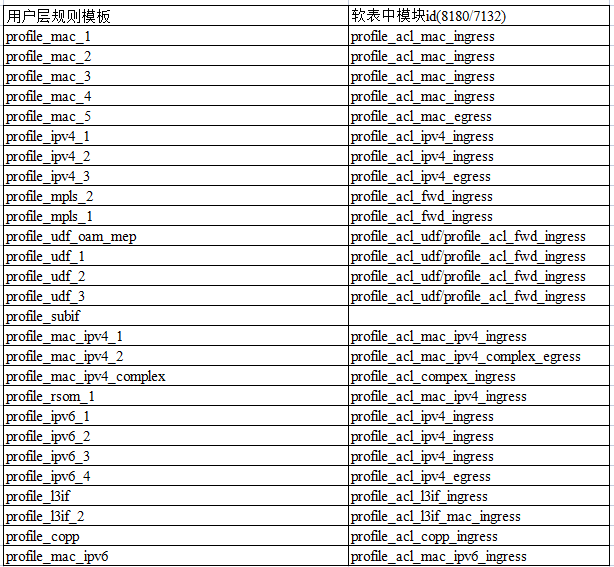 用户层规则模板 软表中模块id(8180/7132)
profile_mac_1 profile_acl_mac_ingress
profile_mac_2 profile_acl_mac_ingress
profile_mac_3 profile_acl_mac_ingress
profile_mac_4 profile_acl_mac_ingress
profile_mac_5 profile_acl_mac_egress
profile_ipv4_1 profile_acl_ipv4_ingress
profile_ipv4_2 profile_acl_ipv4_ingress
profile_ipv4_3 profile_acl_ipv4_egress
profile_mpls_2 profile_acl_fwd_ingress
profile_mpls_1 profile_acl_fwd_ingress
profile_udf_oam_mep profile_acl_udf/profile_acl_fwd_ingress
profile_udf_1 profile_acl_udf/profile_acl_fwd_ingress
profile_udf_2 profile_acl_udf/profile_acl_fwd_ingress
profile_udf_3 profile_acl_udf/profile_acl_fwd_ingress
profile_subif
profile_mac_ipv4_1 profile_acl_mac_ipv4_ingress
profile_mac_ipv4_2 profile_acl_mac_ipv4_complex_egress
profile_mac_ipv4_complex profile_acl_compex_ingress
profile_rsom_1 profile_acl_mac_ipv4_ingress
profile_ipv6_1 profile_acl_ipv4_ingress
profile_ipv6_2 profile_acl_ipv4_ingress
profile_ipv6_3 profile_acl_ipv4_ingress
profile_ipv6_4 profile_acl_ipv4_egress
profile_l3if profile_acl_l3if_ingress
profile_l3if_2 profile_acl_l3if_mac_ingress
profile_copp profile_acl_copp_ingress
profile_mac_ipv6 profile_acl_mac_ipv6_ingress